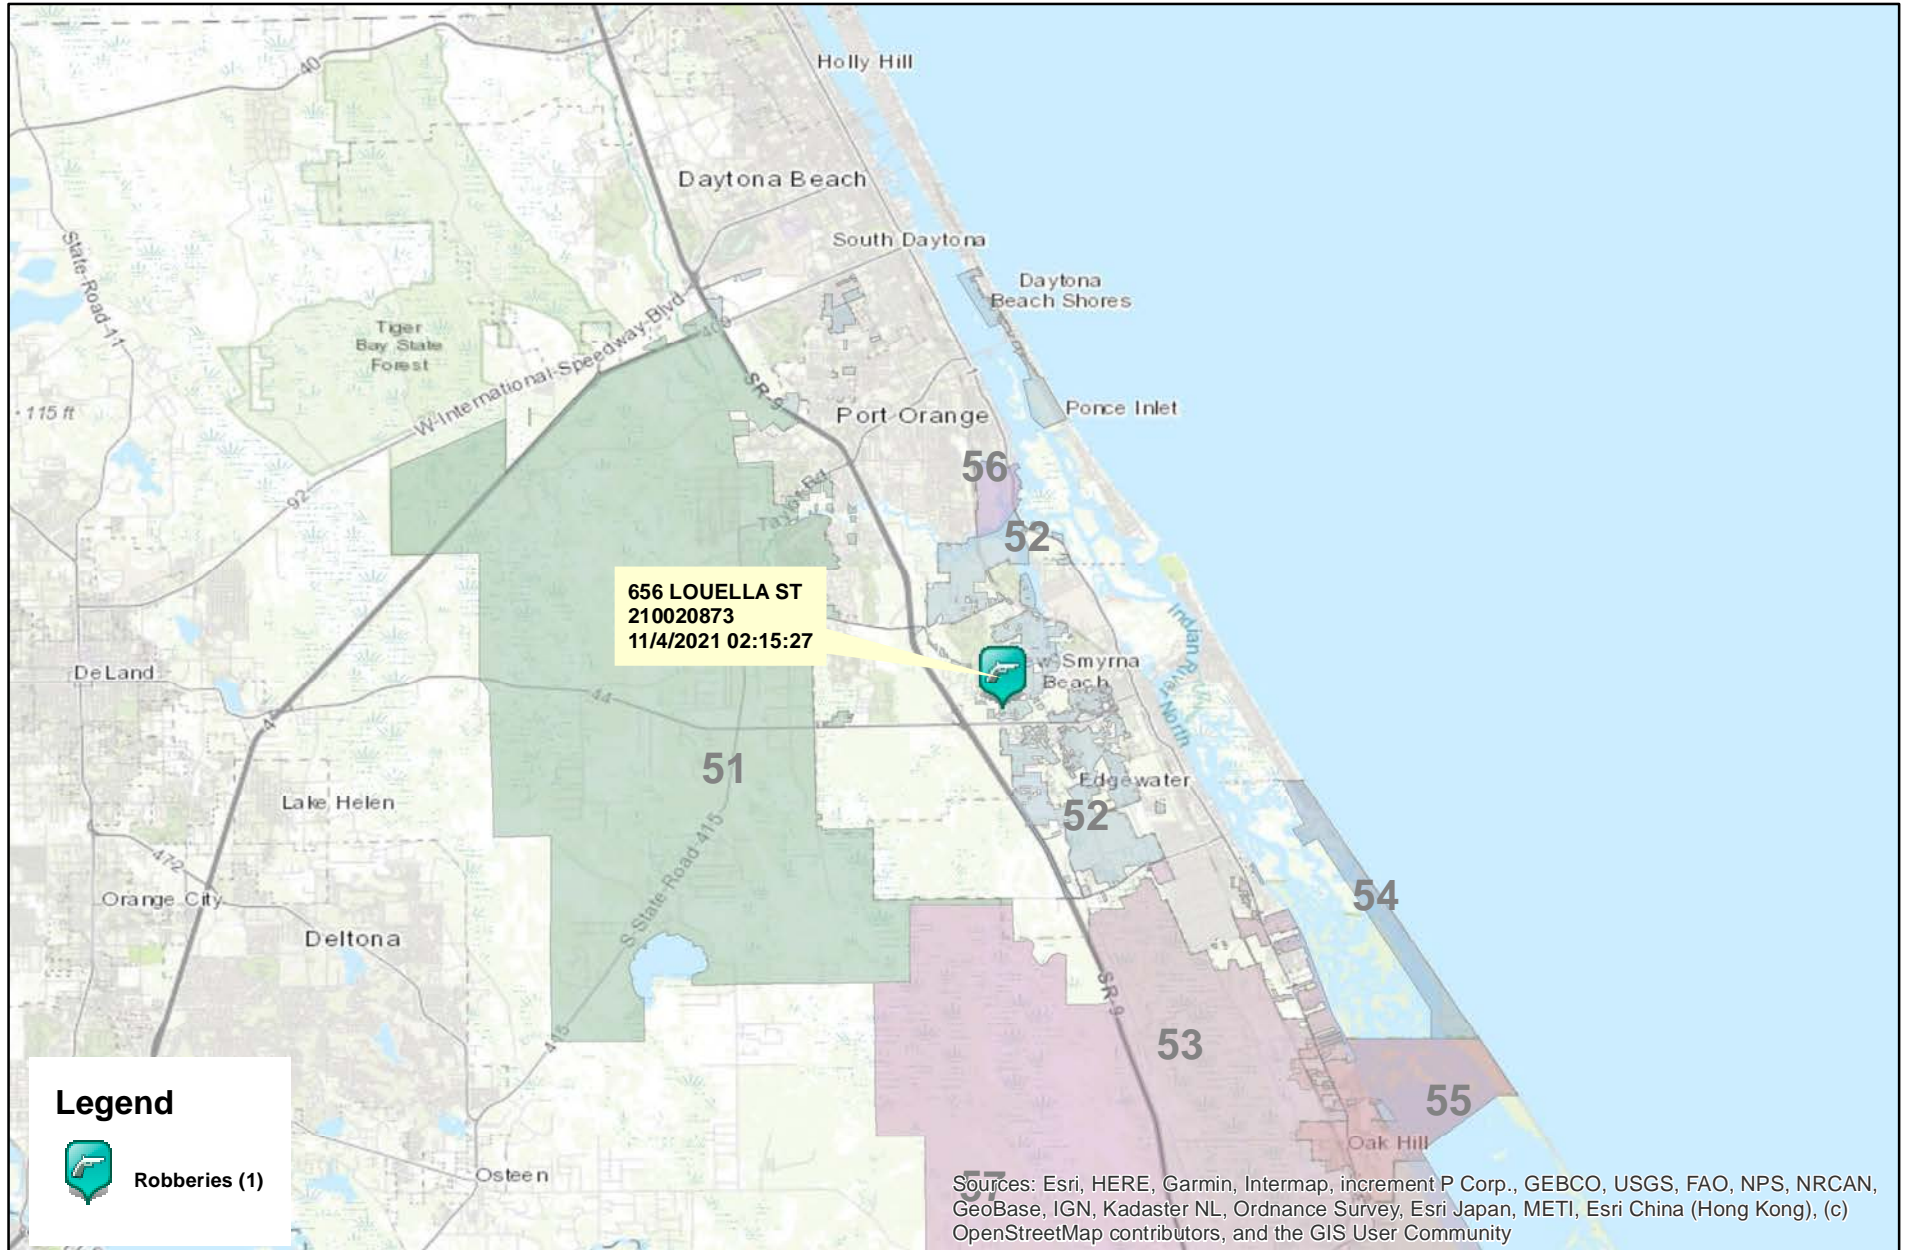 Holly Hill
40
Daytona Beach
South Daytona
State-Road-11
Daytona
Beach Shores
Tiger
Bay State
Forest
W-International-Speedway-Blvd
400
SR-9
115 ft
Port Orange
Ponce Inlet
56
92
Taylor-Rd
52
656 LOUELLA ST
210020873
11/4/2021 02:15:27
Indian River
North
Smyrna
Beach
DeLand
44
4
51
Edgewater
Lake Helen
52
S State-Road-415
472
54
Orange City
Deltona
SR-9
415
53
55
Oak Hill
Legend
Robberies (1)
Osteen
57
Sources: Esri, HERE, Garmin, Intermap, increment P Corp., GEBCO, USGS, FAO, NPS, NRCAN,
GeoBase, IGN, Kadaster NL, Ordnance Survey, Esri Japan, METI, Esri China (Hong Kong), (c)
OpenStreetMap contributors, and the GIS User Community